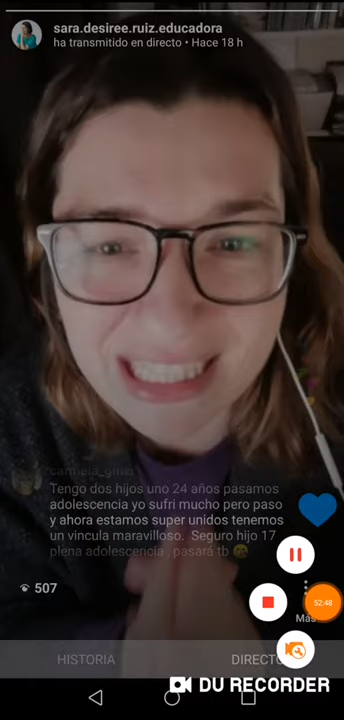 sara.desiree.ruiz.educadora
ha transmitido en directo • Hace 18 h
Tengo dos hijos uno 24 años pasamos
adolescencia yo sufri mucho pero paso
y ahora estamos super unidos tenemos
un vincula maravilloso. Seguro hijo 17
plena adolescencia , pasará tb 😢
507
52:48
Más
HISTORIA
DIRECTO
DU RECORDER